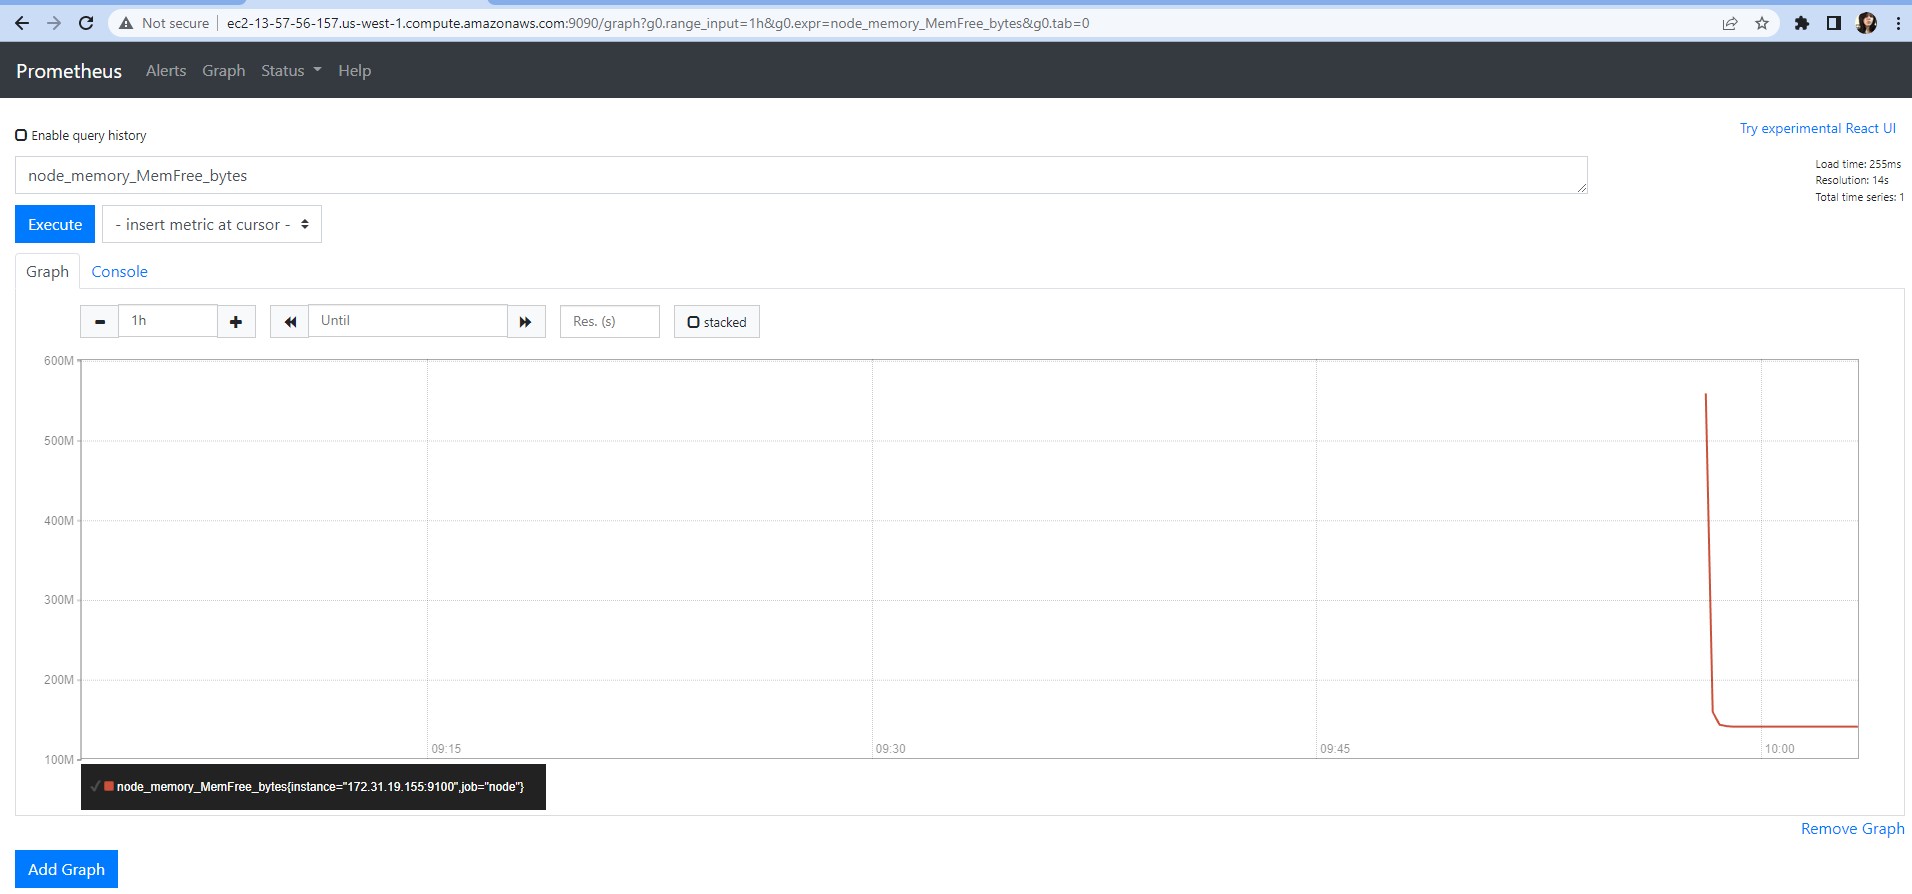 Not secure | ec2-13-57-56-157.us-west-1.compute.amazonaws.com:9090/graph?g0.range_input=1h&g0.expr=node_memory_MemFree_bytes&g0.tab=0
Prometheus Alerts Graph Status Help
Enable query history
Try experimental React UI
node_memory_MemFree_bytes
Load time: 255ms
Resolution: 14s
Total time series: 1
Execute - insert metric at cursor -
Graph Console
1h Until Res. (s) stacked
600M
500M
400M
300M
200M
100M
09:15 09:30 09:45 10:00
node_memory_MemFree_bytes{instance="172.31.19.155:9100",job="node"}
Remove Graph
Add Graph